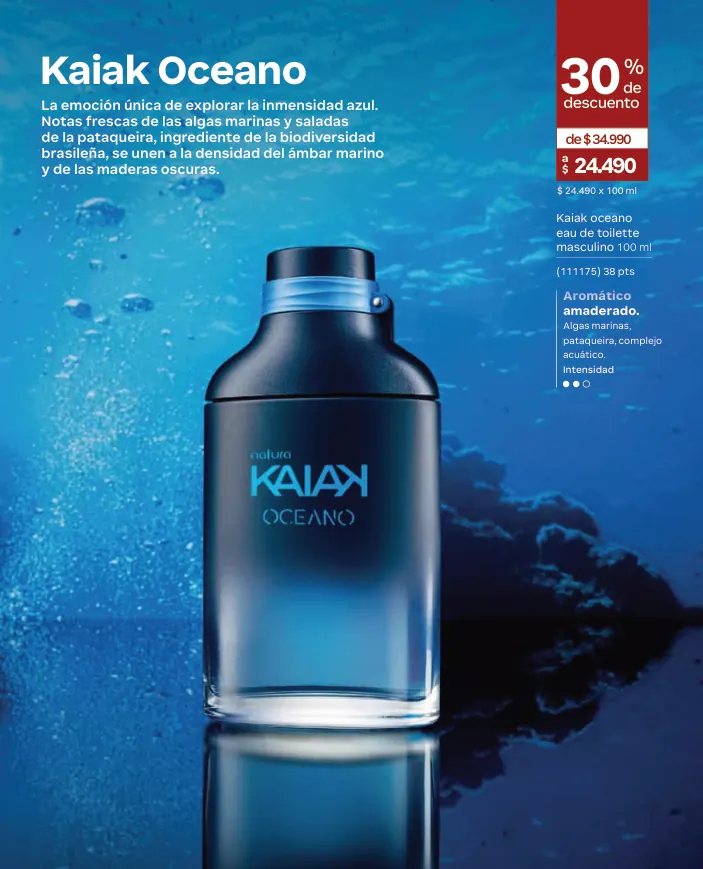 Kaiak Oceano
La emoción única de explorar la inmensidad azul.
Notas frescas de las algas marinas y saladas
de la pataqueira, ingrediente de la biodiversidad
brasileña, se unen a la densidad del ámbar marino
y de las maderas oscuras.
30% de
descuento
de $ 34.990
a $ 24.490
$ 24.490 x 100 ml
Kaiak oceano
eau de toilette
masculino 100 ml
(111175) 38 pts
Aromático
amaderado.
Algas marinas,
pataqueira, complejo
acuático.
Intensidad
natura
KAIAK
OCEANO